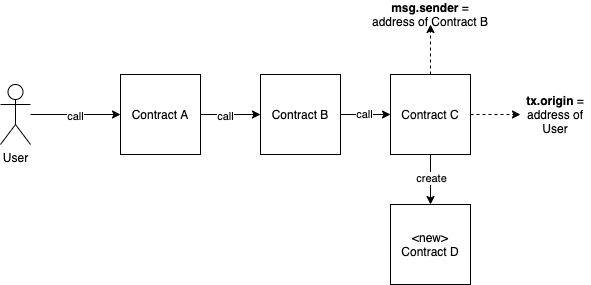 msg.sender =
address of Contract B
call
Contract A
call
Contract B
call
Contract C
tx.origin =
address of
User
User
create
<new>
Contract D